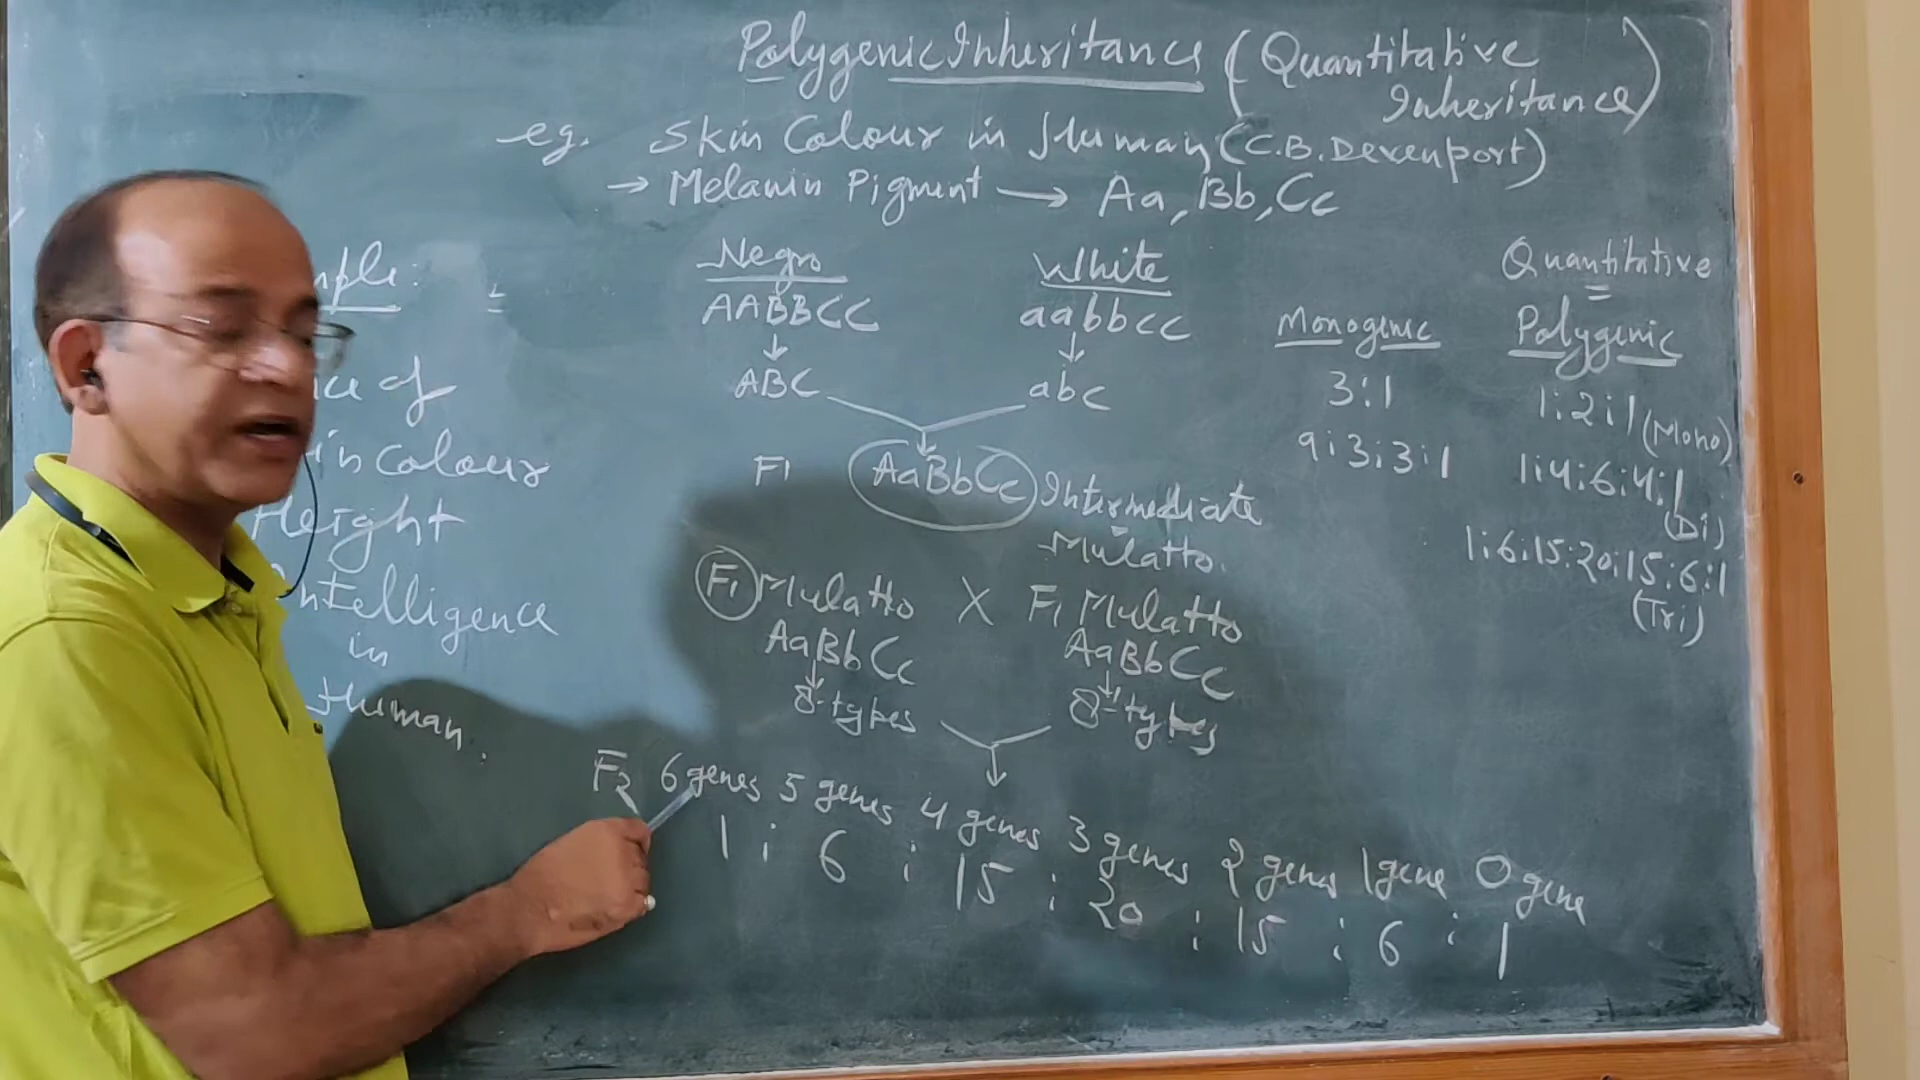 Polygenic Inheritance (Quantitative
Inheritance)
eg. Skin Colour in Human (C.B. Devenport)
→ Melanin Pigment → Aa, Bb, Cc
Negro
White
AABBCC
aabbcc
ABC
abc
F1 AaBbCc Intermediate
Mulatto.
F1 Mulatto X F1 Mulatto
AaBbCc
AaBbCc
8-types
8-types
F2 6 genes 5 genes 4 genes 3 genes 2 genes 1 gene 0 gene
1 : 6 : 15 : 20 : 15 : 6 : 1
Quantitative
=
Monogenic
Polygenic
3:1
1:2:1 (Mono)
9:3:3:1
1:4:6:4:1
(Di)
1:6:15:20:15:6:1
(Tri)
of
in Colour
Height
Intelligence
in
Human.